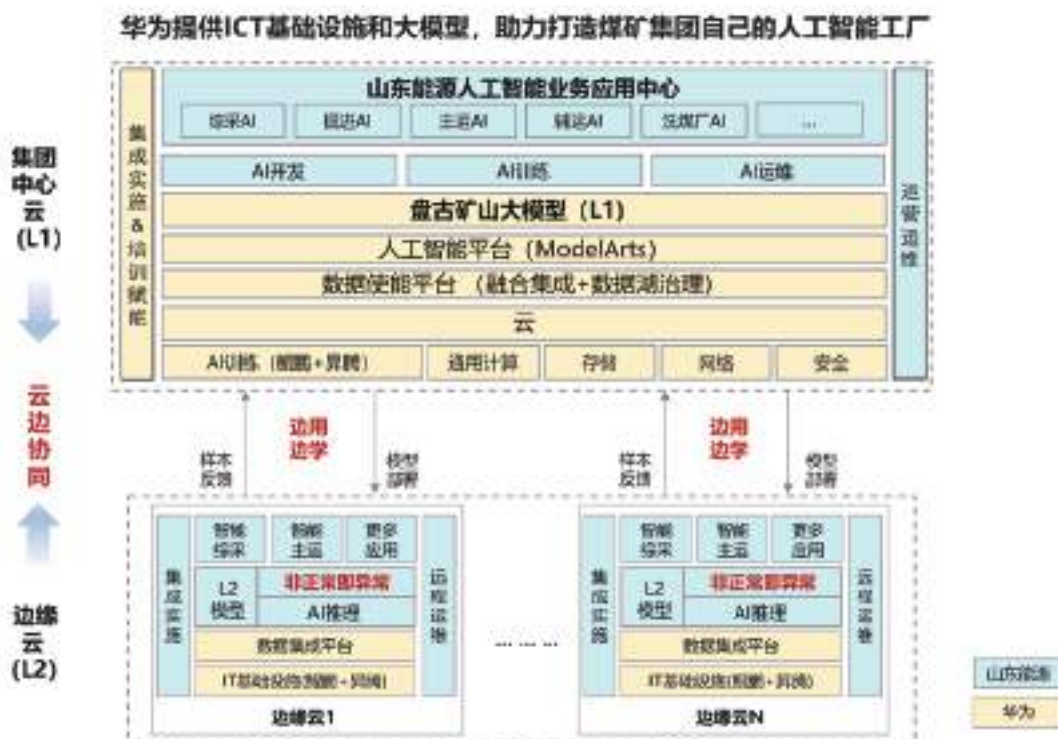 华为提供ICT基础设施和大模型，助力打造煤矿集团自己的人工智能工厂
集团
中心
云
(L1)
云
边
协
同
边缘
云
(L2)
集成实施&培训赋能
山东能源人工智能业务应用中心
综采AI 掘进AI 主运AI 辅运AI 洗煤厂AI ...
AI开发 AI训练 AI运维
盘古矿山大模型（L1）
人工智能平台（ModelArts）
数据使能平台 （融合集成+数据湖治理）
云
AI训练（鲲鹏+昇腾） 通用计算 存储 网络 安全
运营运维
样本
反馈
边用
边学
模型
部署
样本
反馈
边用
边学
模型
部署
集成实施
智能
综采
智能
主运
更多
应用
L2
模型
非正常即异常
AI推理
数据集成平台
IT基础设施(鲲鹏+昇腾)
远程运维
边缘云1
... ... ...
集成实施
智能
综采
智能
主运
更多
应用
L2
模型
非正常即异常
AI推理
数据集成平台
IT基础设施(鲲鹏+昇腾)
远程运维
边缘云N
山东能源
华为